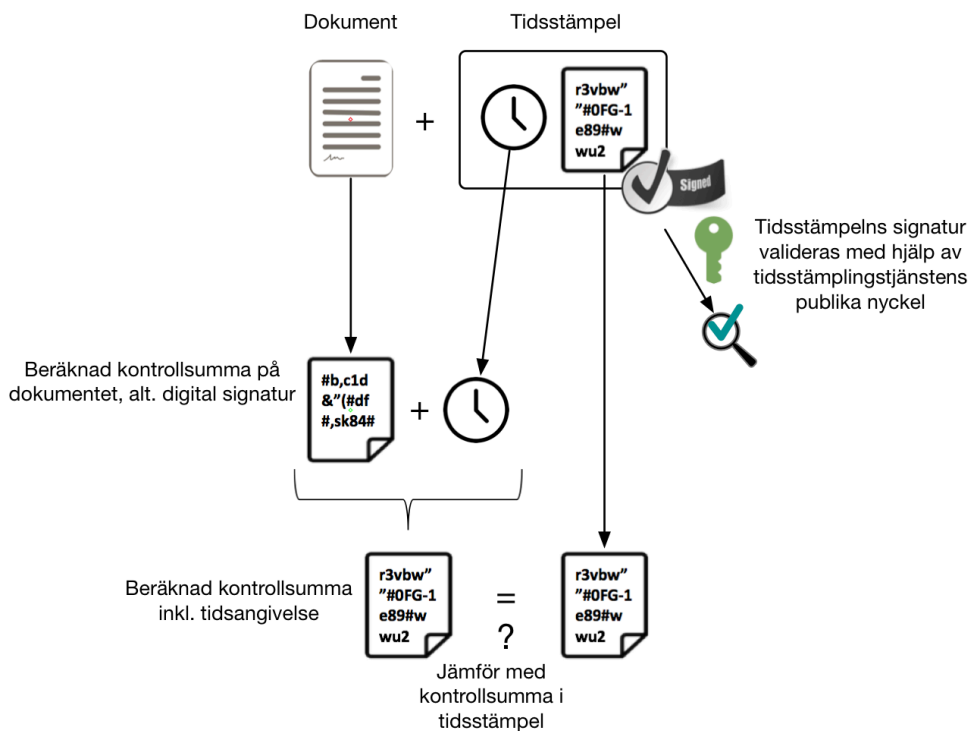 Dokument
Tidsstämpel
r3vbw”
”#0FG-1
e89#w
wu2
Signed
Tidsstämpelns signatur
valideras med hjälp av
tidsstämplingstjänstens
publika nyckel
Beräknad kontrollsumma på
dokumentet, alt. digital signatur
#b,c1d
&”(#df
#,sk84#
+
+
Beräknad kontrollsumma
inkl. tidsangivelse
r3vbw”
”#0FG-1
e89#w
wu2
=
?
r3vbw”
”#0FG-1
e89#w
wu2
Jämför med
kontrollsumma i
tidsstämpel